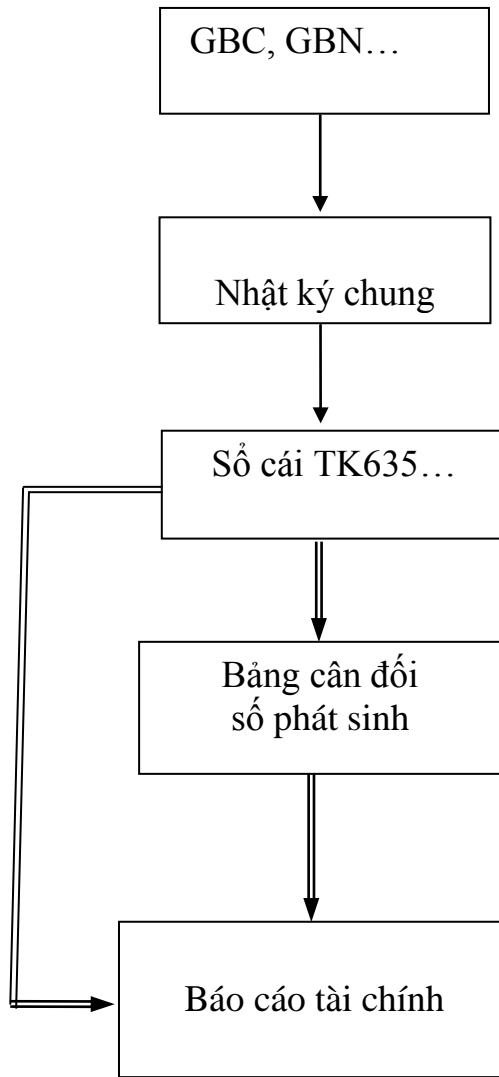 GBC, GBN…
Nhật ký chung
Sổ cái TK635…
Bảng cân đối
số phát sinh
Báo cáo tài chính